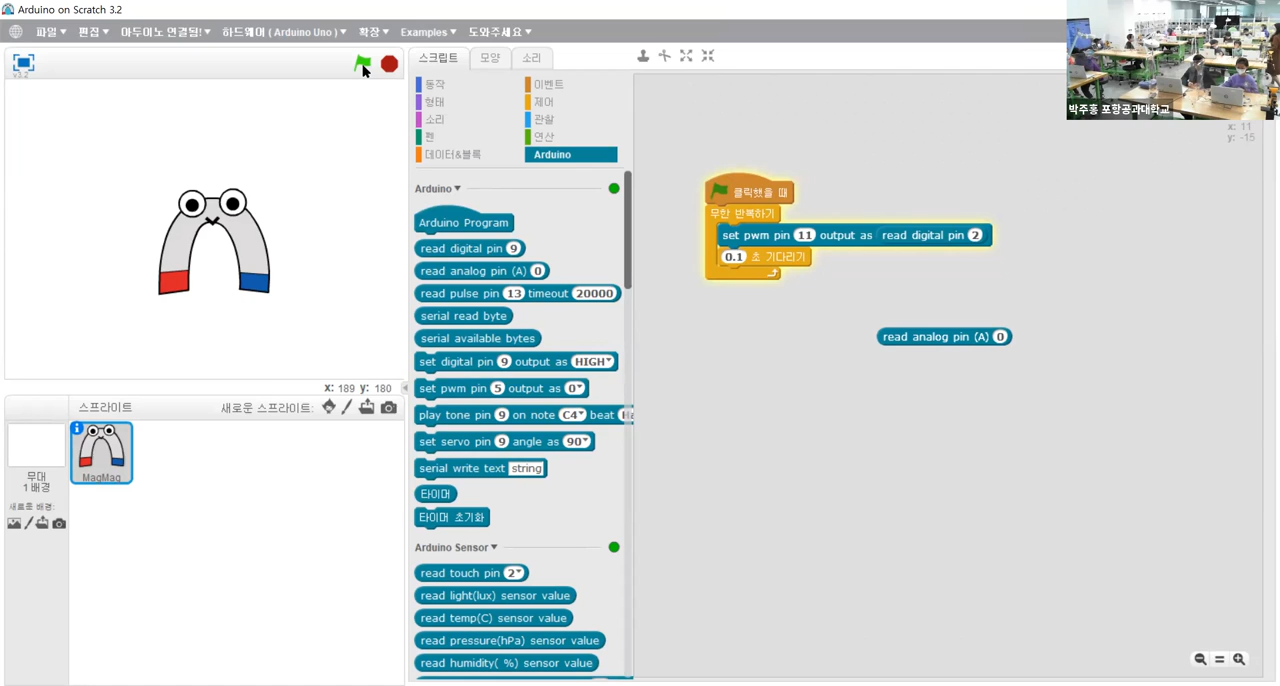 Arduino on Scratch 3.2
파일 편집 아두이노 연결됨! 하드웨어 ( Arduino Uno ) 확장 Examples 도와주세요
v3.2
스크립트 모양 소리
동작 이벤트
형태 제어
소리 관찰
펜 연산
데이터&블록 Arduino
Arduino
Arduino Program
read digital pin 9
read analog pin (A) 0
read pulse pin 13 timeout 20000
serial read byte
serial available bytes
set digital pin 9 output as HIGH
set pwm pin 5 output as 0
play tone pin 9 on note C4 beat Ha
set servo pin 9 angle as 90
serial write text string
타이머
타이머 초기화
Arduino Sensor
read touch pin 2
read light(lux) sensor value
read temp(C) sensor value
read pressure(hPa) sensor value
read humidity( %) sensor value
클릭했을 때
무한 반복하기
set pwm pin 11 output as read digital pin 2
0.1 초 기다리기
read analog pin (A) 0
박주홍 포항공과대학교
x: 11
y: -15
x: 189 y: 180
스프라이트 새로운 스프라이트:
MagMag
무대
1 배경
새로운 배경: